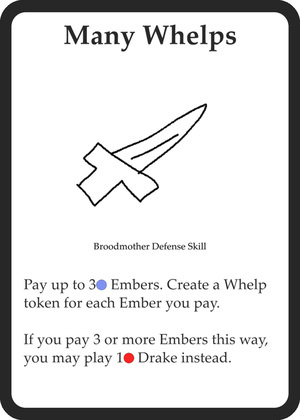 Many Whelps
Broodmother Defense Skill
Pay up to 3 Embers. Create a Whelp
token for each Ember you pay.
If you pay 3 or more Embers this way,
you may play 1 Drake instead.